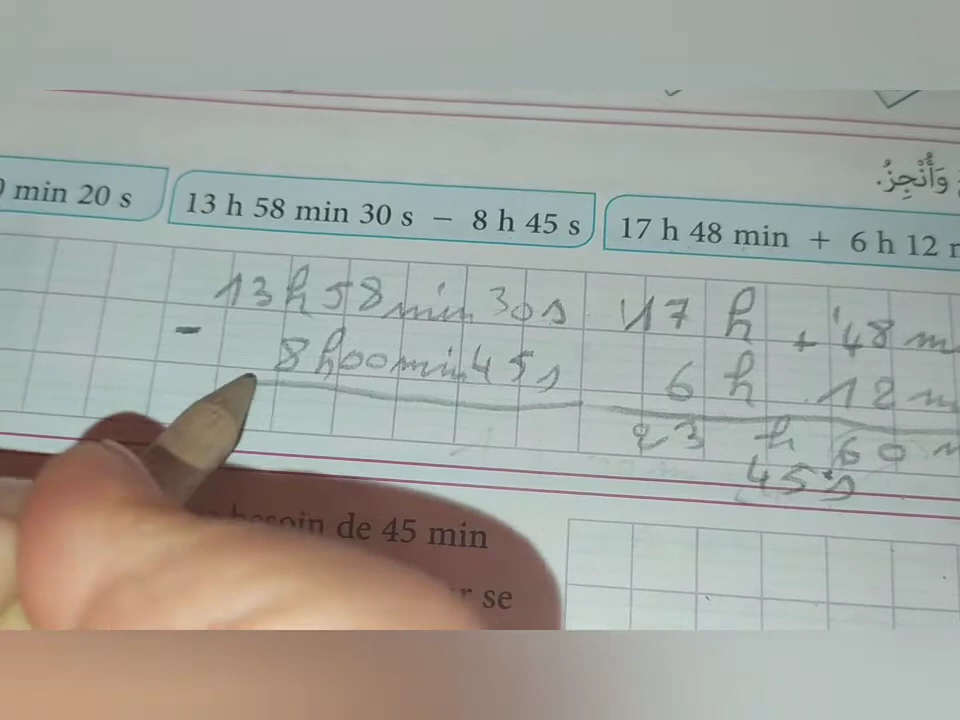 وَأُنْجِزُ.
min 20 s
13 h 58 min 30 s − 8 h 45 s
17 h 48 min + 6 h 12
13 h 58 min 30 s
- 8 h 00 min 45 s
17 h + 48 m
6 h 12 m
23 h 60 m
45 s
besoin de 45 min
se